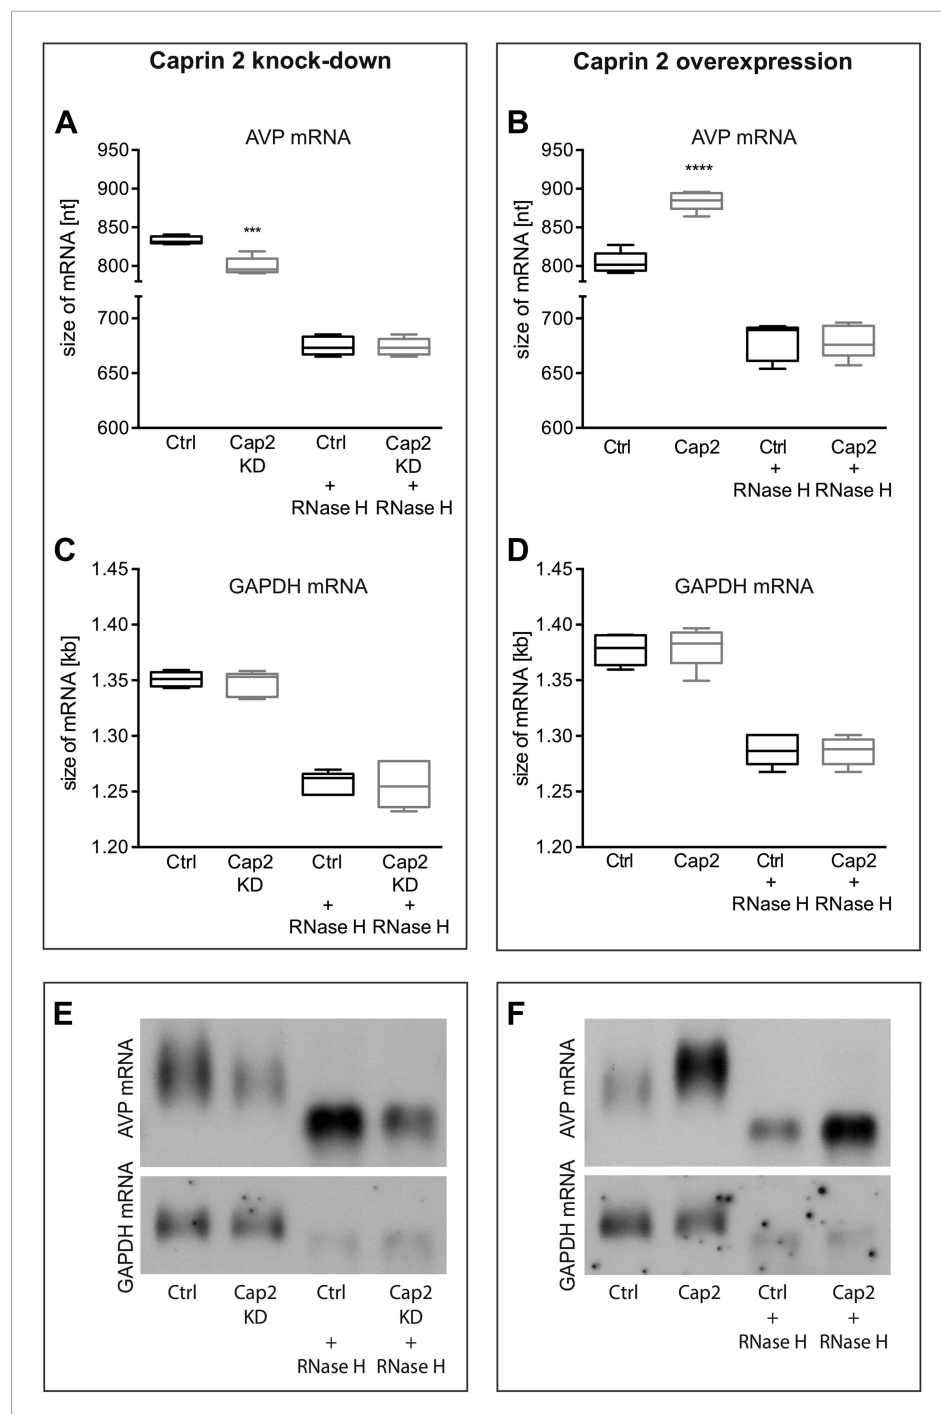 Caprin 2 knock-down
A
AVP mRNA
size of mRNA [nt]
950
900
850
800
700
650
600
***
Ctrl
Cap2
KD
Ctrl
+
RNase H
Cap2
KD
+
RNase H
C
GAPDH mRNA
size of mRNA [kb]
1.45
1.40
1.35
1.30
1.25
1.20
Ctrl
Cap2
KD
Ctrl
+
RNase H
Cap2
KD
+
RNase H
Caprin 2 overexpression
B
AVP mRNA
size of mRNA [nt]
950
900
850
800
700
650
600
****
Ctrl
Cap2
Ctrl
+
RNase H
Cap2
+
RNase H
D
GAPDH mRNA
size of mRNA [kb]
1.45
1.40
1.35
1.30
1.25
1.20
Ctrl
Cap2
Ctrl
+
RNase H
Cap2
+
RNase H
E
AVP mRNA
GAPDH mRNA
Ctrl
Cap2
KD
Ctrl
+
RNase H
Cap2
KD
+
RNase H
F
AVP mRNA
GAPDH mRNA
Ctrl
Cap2
Ctrl
+
RNase H
Cap2
+
RNase H